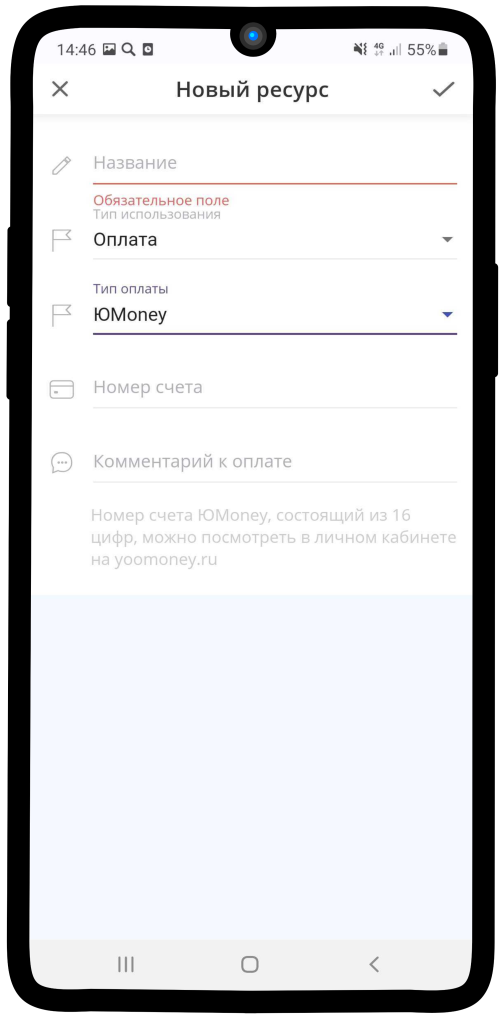 14:46
4G
55%
Новый ресурс
Название
Обязательное поле
Тип использования
Оплата
Тип оплаты
ЮMoney
Номер счета
Комментарий к оплате
Номер счета ЮMoney, состоящий из 16
цифр, можно посмотреть в личном кабинете
на yoomoney.ru